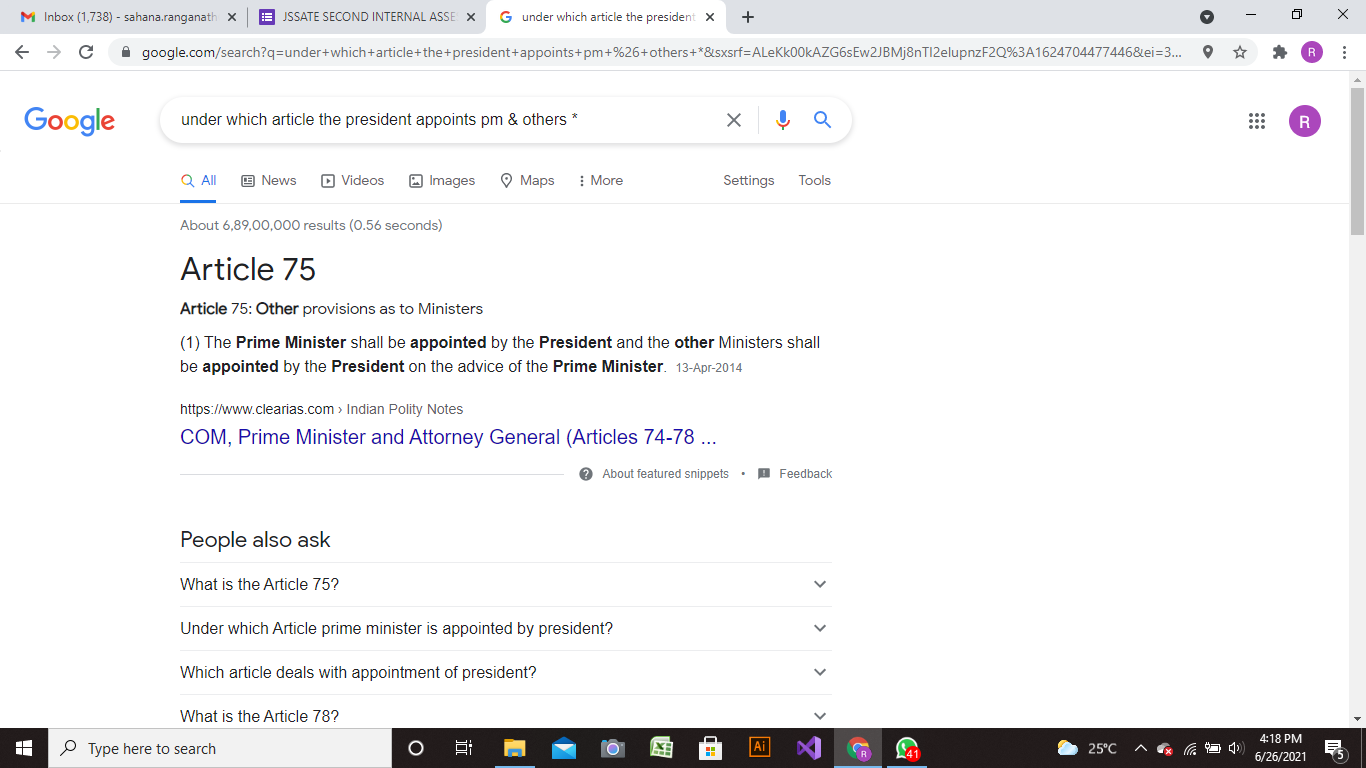 Inbox (1,738) - sahana.ranganath
JSSATE SECOND INTERNAL ASSES
under which article the president
google.com/search?q=under+which+article+the+president+appoints+pm+%26+others+*&sxsrf=ALeKk00kAZG6sEw2JBMj8nTl2elupnzF2Q%3A1624704477446&ei=3...
R
Google
under which article the president appoints pm & others *
R
All News Videos Images Maps More Settings Tools
About 6,89,00,000 results (0.56 seconds)
Article 75
Article 75: Other provisions as to Ministers
(1) The Prime Minister shall be appointed by the President and the other Ministers shall
be appointed by the President on the advice of the Prime Minister. 13-Apr-2014
https://www.clearias.com › Indian Polity Notes
COM, Prime Minister and Attorney General (Articles 74-78 ...
About featured snippets • Feedback
People also ask
What is the Article 75?
Under which Article prime minister is appointed by president?
Which article deals with appointment of president?
What is the Article 78?
Type here to search
Ai
R
41
25°C
4:18 PM
6/26/2021
5